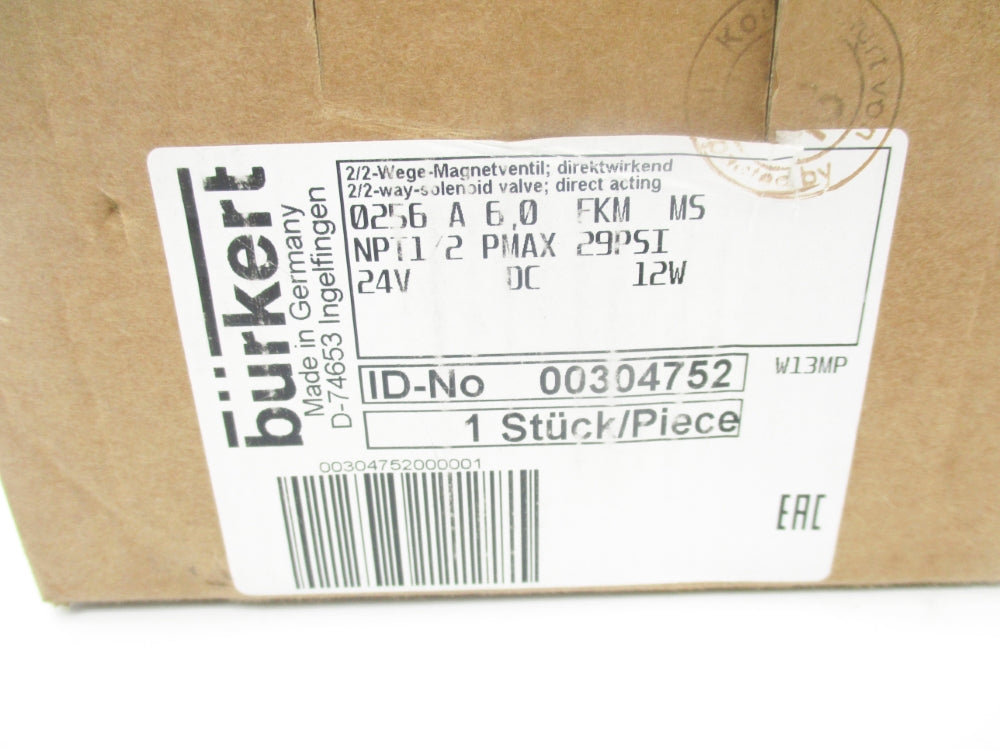 bürkert
Made in Germany
D-74653 Ingelfingen
2/2-Wege-Magnetventil; direktwirkend
2/2-way-solenoid valve; direct acting
0256 A 6,0 FKM MS
NPT1/2 PMAX 29PSI
24V DC 12W
ID-No 00304752
W13MP
1 Stück/Piece
00304752000001
EAC
by